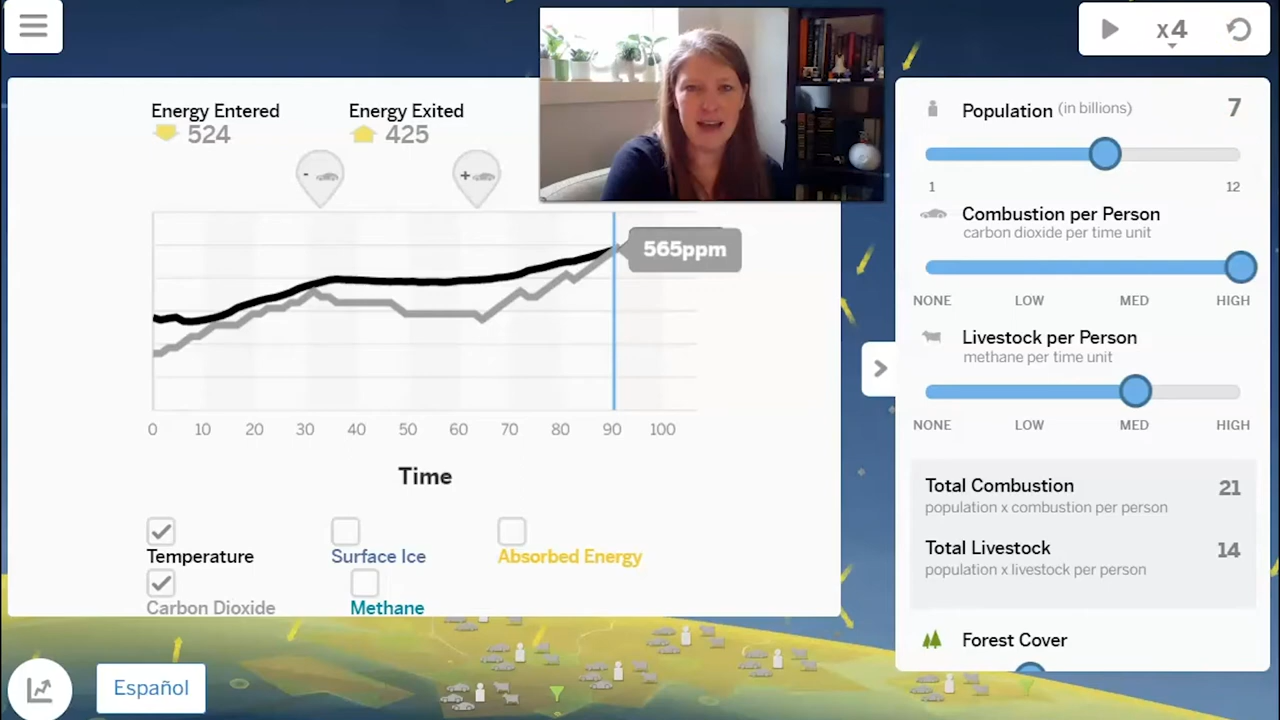 x4
Energy Entered
524
Energy Exited
425
-
+
565ppm
0 10 20 30 40 50 60 70 80 90 100
Time
Temperature
Surface Ice
Absorbed Energy
Carbon Dioxide
Methane
Español
Population (in billions) 7
1 12
Combustion per Person
carbon dioxide per time unit
NONE LOW MED HIGH
Livestock per Person
methane per time unit
NONE LOW MED HIGH
Total Combustion 21
population x combustion per person
Total Livestock 14
population x livestock per person
Forest Cover